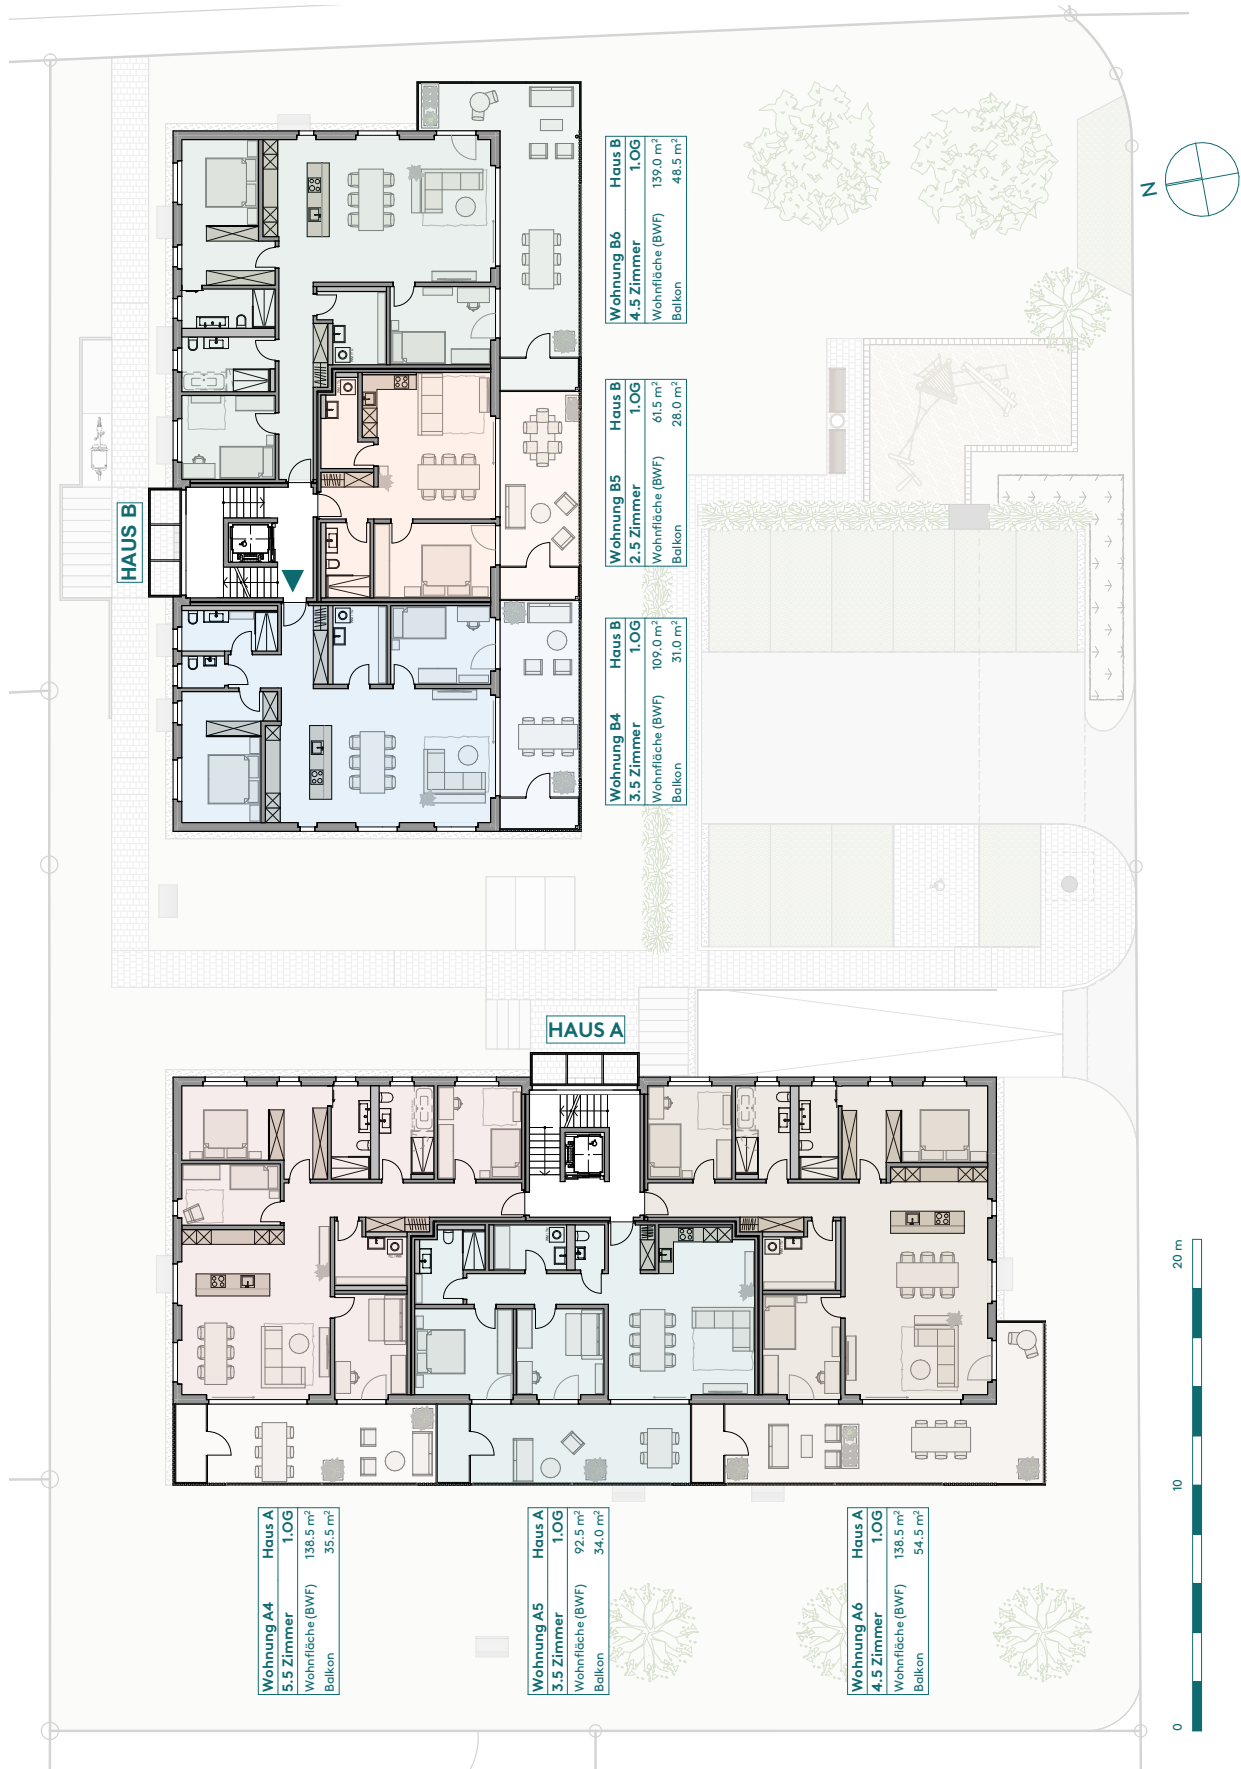 N
Wohnung B6 Haus B
4.5 Zimmer 1.OG
Wohnfläche (BWF) 139.0 m²
Balkon 48.5 m²
Wohnung B5 Haus B
2.5 Zimmer 1.OG
Wohnfläche (BWF) 61.5 m²
Balkon 28.0 m²
HAUS B
Wohnung B4 Haus B
3.5 Zimmer 1.OG
Wohnfläche (BWF) 109.0 m²
Balkon 31.0 m²
HAUS A
Wohnung A4 Haus A
5.5 Zimmer 1.OG
Wohnfläche (BWF) 138.5 m²
Balkon 35.5 m²
Wohnung A5 Haus A
3.5 Zimmer 1.OG
Wohnfläche (BWF) 92.5 m²
Balkon 34.0 m²
Wohnung A6 Haus A
4.5 Zimmer 1.OG
Wohnfläche (BWF) 138.5 m²
Balkon 54.5 m²
20 m
10
0